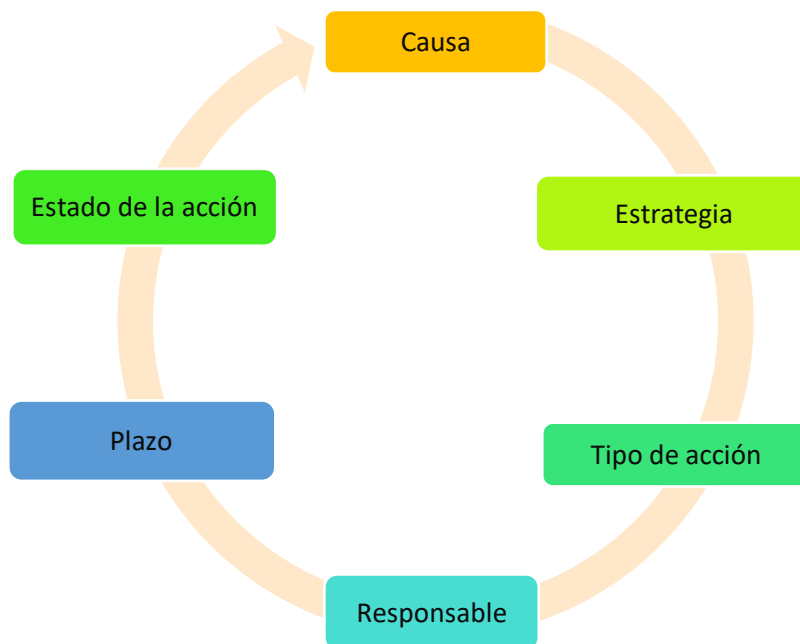 Causa
Estrategia
Tipo de acción
Responsable
Plazo
Estado de la acción